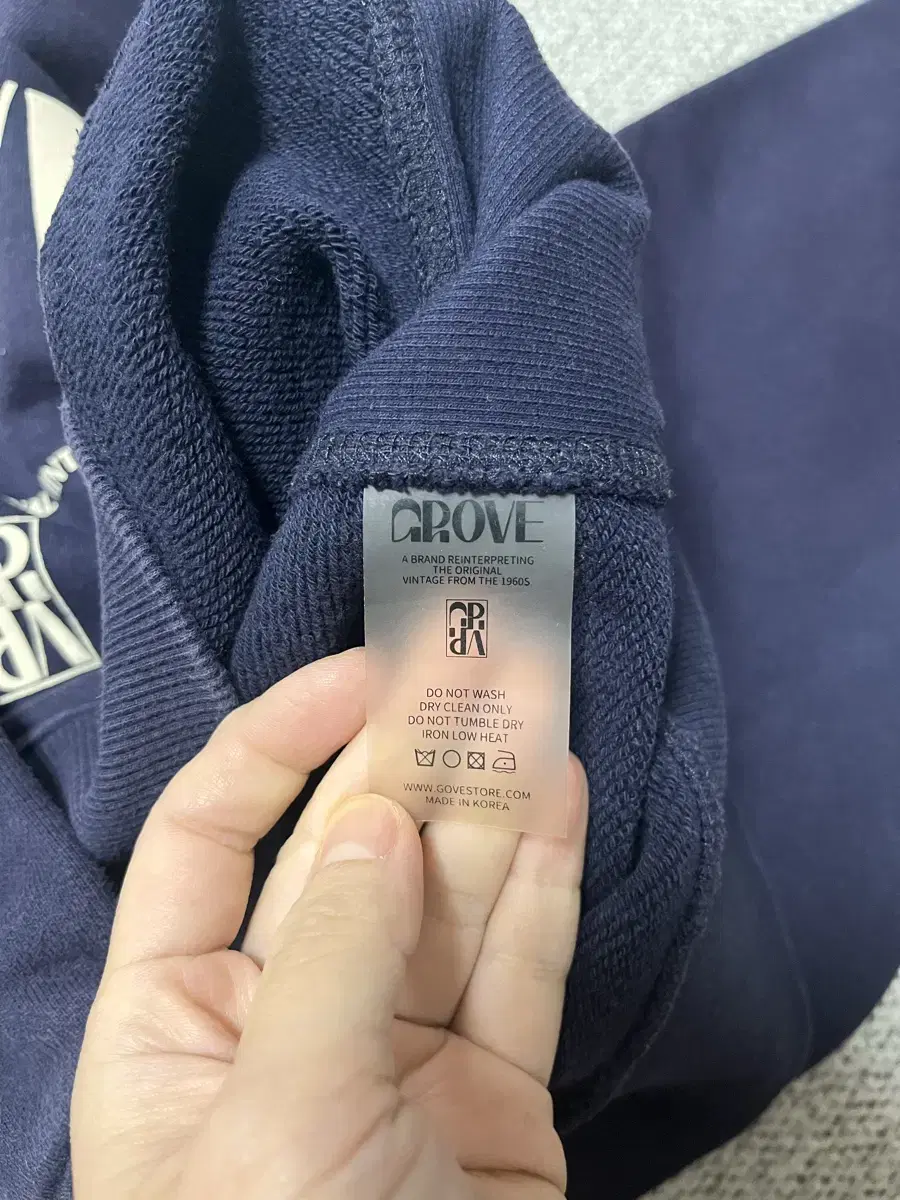 GROVE
A BRAND REINTERPRETING
THE ORIGINAL
VINTAGE FROM THE 1960S
GRV
DO NOT WASH
DRY CLEAN ONLY
DO NOT TUMBLE DRY
IRON LOW HEAT
WWW.GOVESTORE.COM
MADE IN KOREA